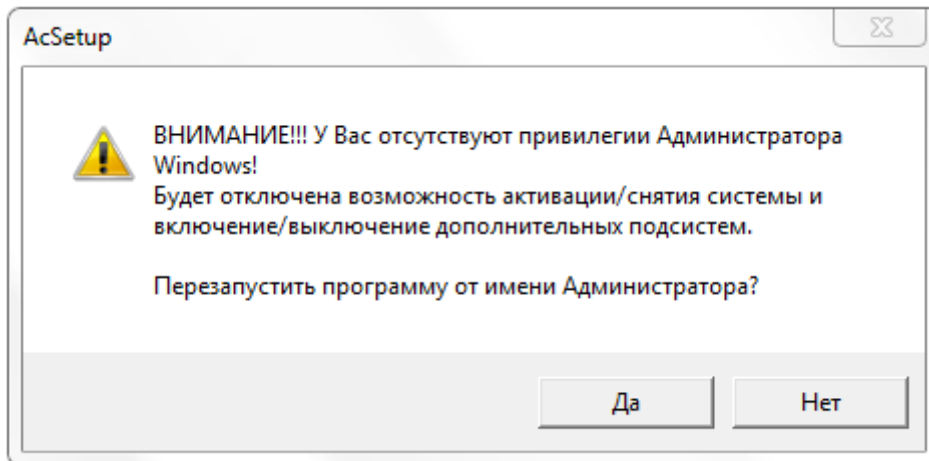 AcSetup
ВНИМАНИЕ!!! У Вас отсутствуют привилегии Администратора
Windows!
Будет отключена возможность активации/снятия системы и
включение/выключение дополнительных подсистем.
Перезапустить программу от имени Администратора?
Да
Нет